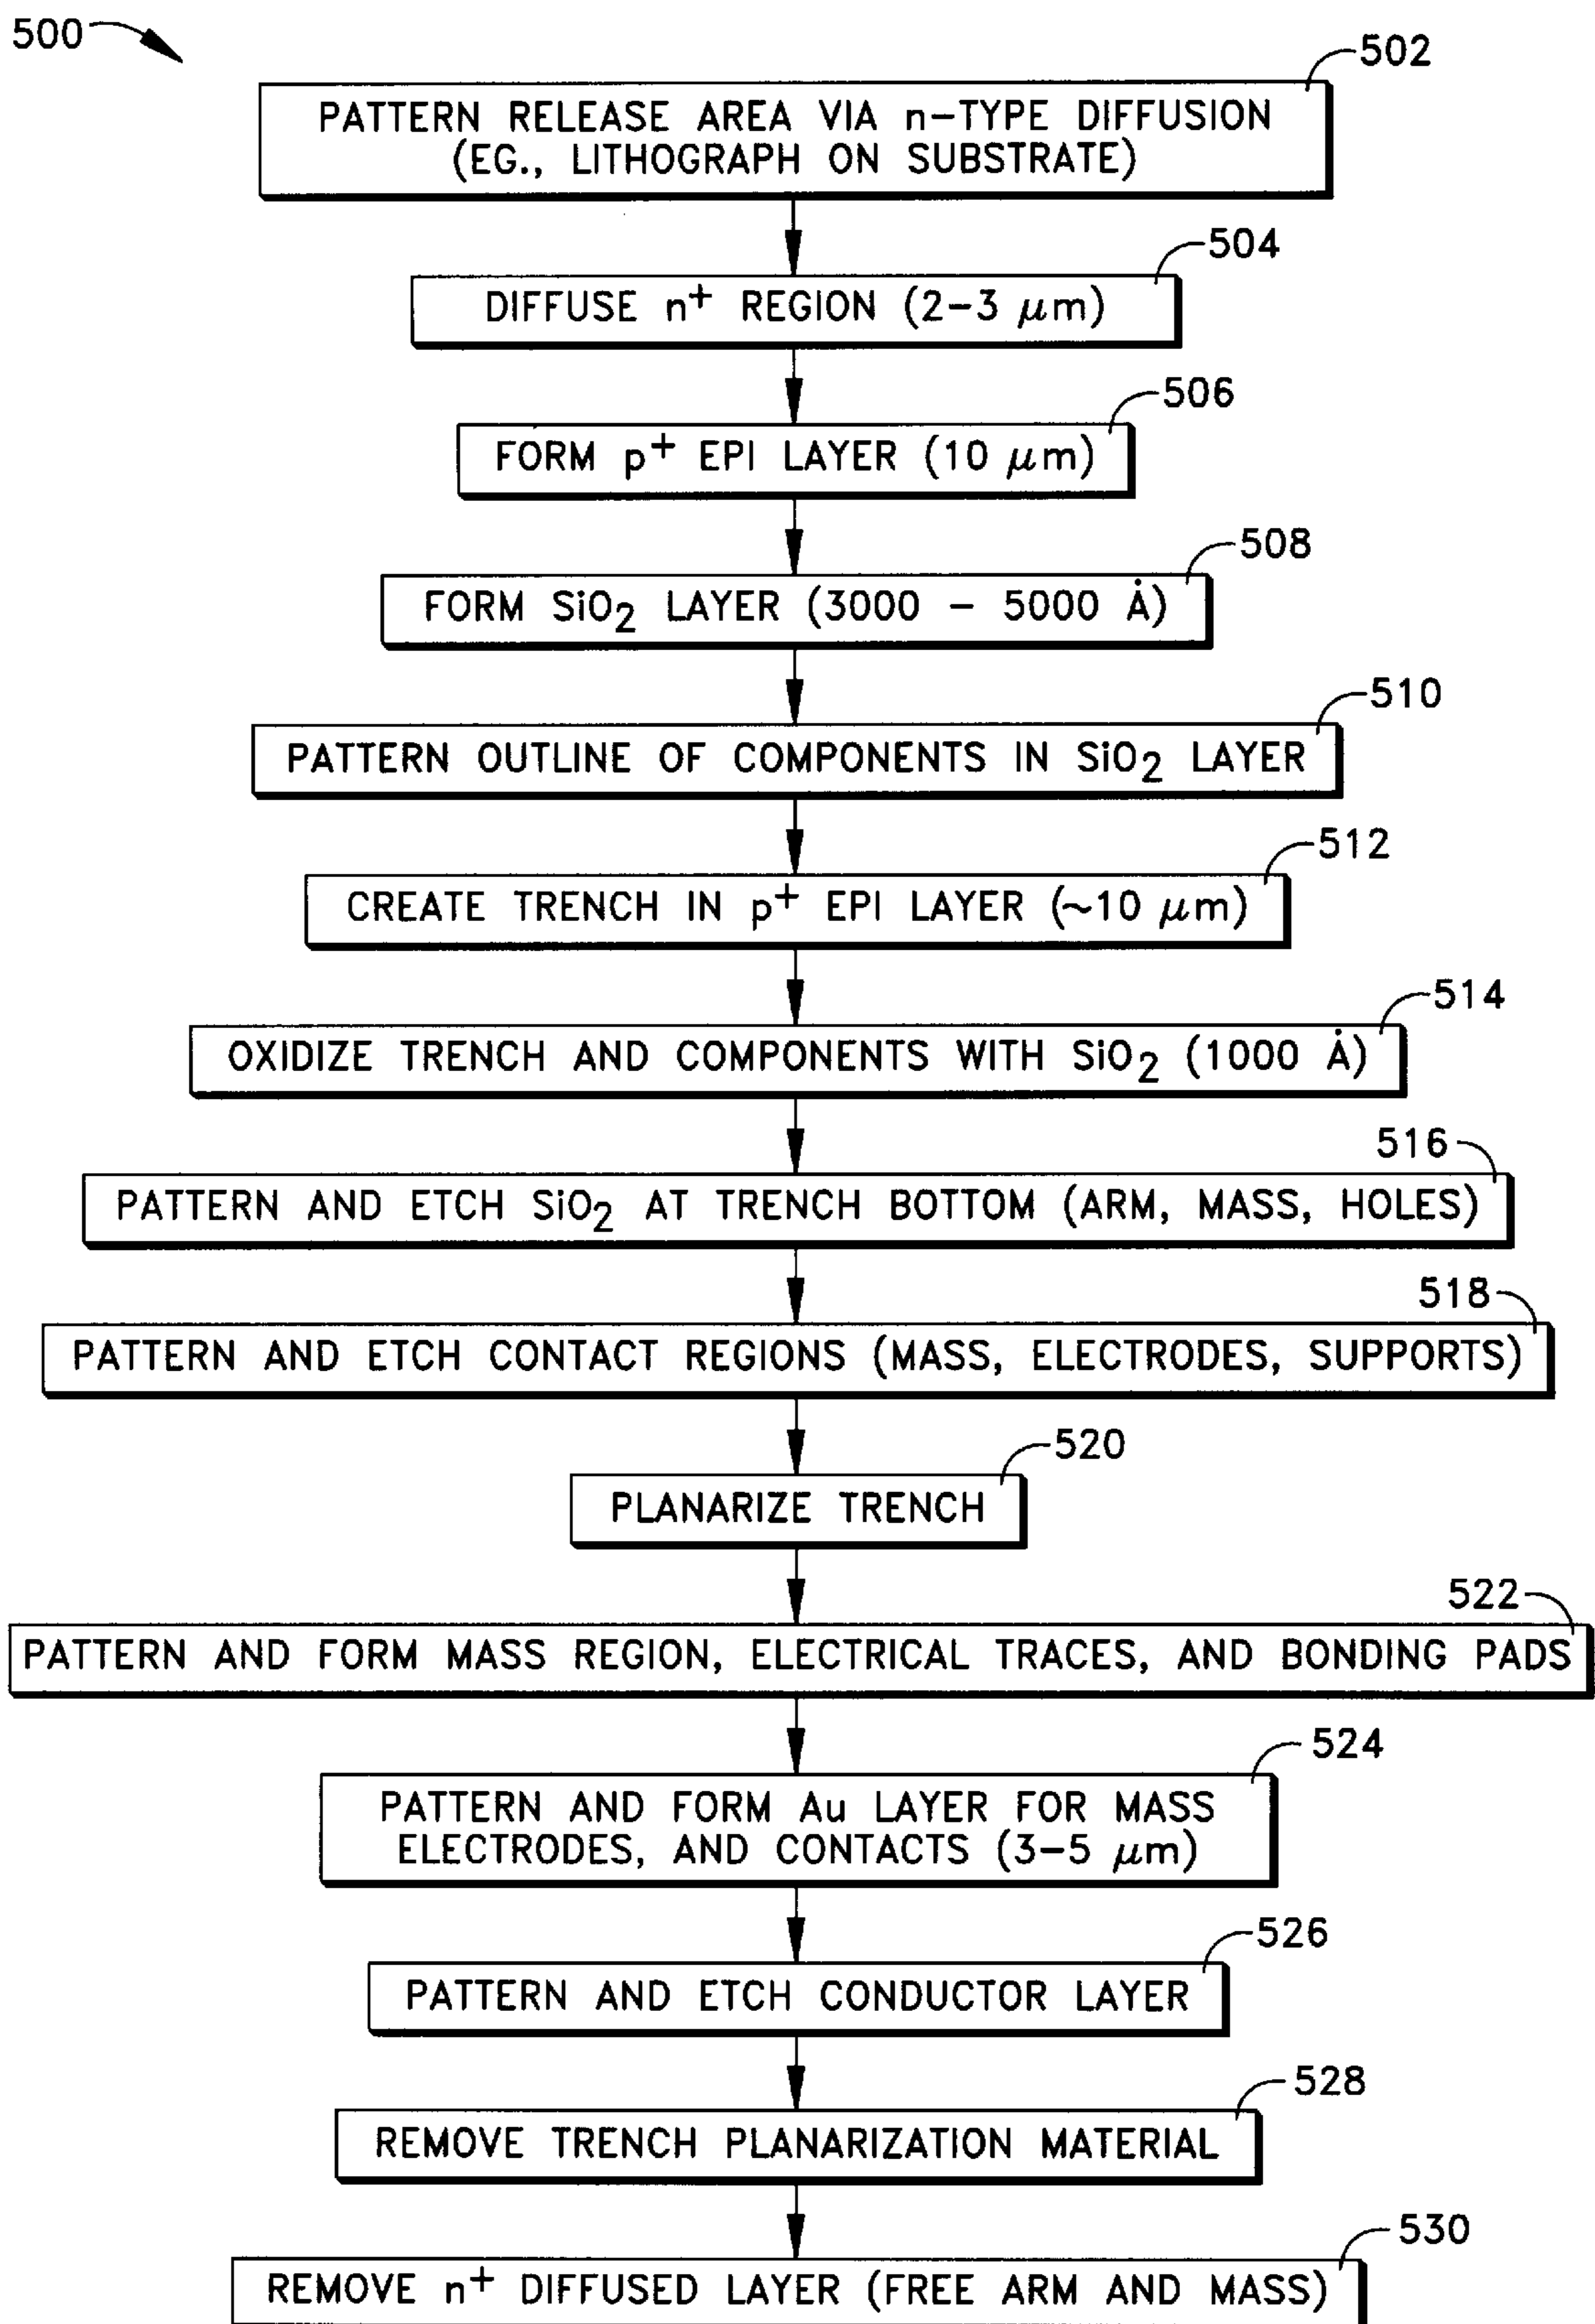 500
502
PATTERN RELEASE AREA VIA n-TYPE DIFFUSION
(EG., LITHOGRAPH ON SUBSTRATE)
504
DIFFUSE n+ REGION (2-3 μm)
506
FORM p+ EPI LAYER (10 μm)
508
FORM SiO2 LAYER (3000 - 5000 Å)
510
PATTERN OUTLINE OF COMPONENTS IN SiO2 LAYER
512
CREATE TRENCH IN p+ EPI LAYER (~10 μm)
514
OXIDIZE TRENCH AND COMPONENTS WITH SiO2 (1000 Å)
516
PATTERN AND ETCH SiO2 AT TRENCH BOTTOM (ARM, MASS, HOLES)
518
PATTERN AND ETCH CONTACT REGIONS (MASS, ELECTRODES, SUPPORTS)
520
PLANARIZE TRENCH
522
PATTERN AND FORM MASS REGION, ELECTRICAL TRACES, AND BONDING PADS
524
PATTERN AND FORM Au LAYER FOR MASS
ELECTRODES, AND CONTACTS (3-5 μm)
526
PATTERN AND ETCH CONDUCTOR LAYER
528
REMOVE TRENCH PLANARIZATION MATERIAL
530
REMOVE n+ DIFFUSED LAYER (FREE ARM AND MASS)